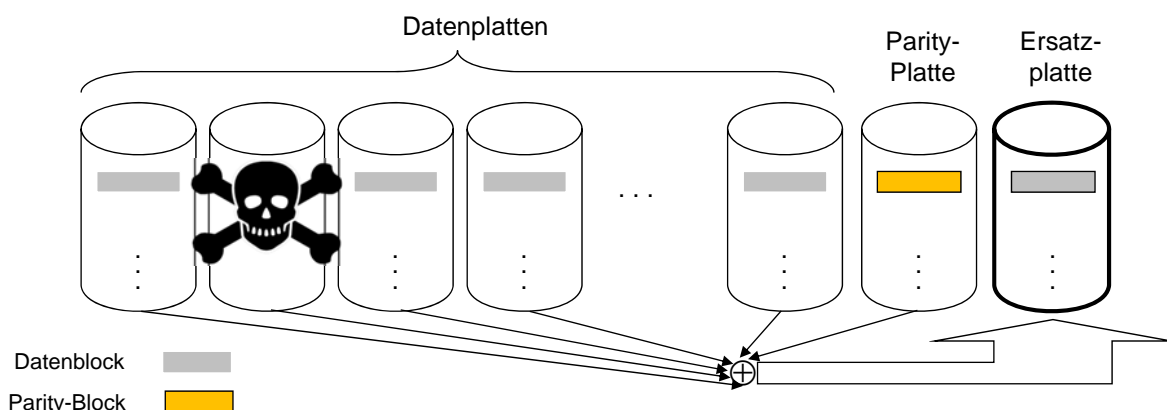 Datenplatten
Parity-
Platte
Ersatz-
platte
. . .
Datenblock
Parity-Block